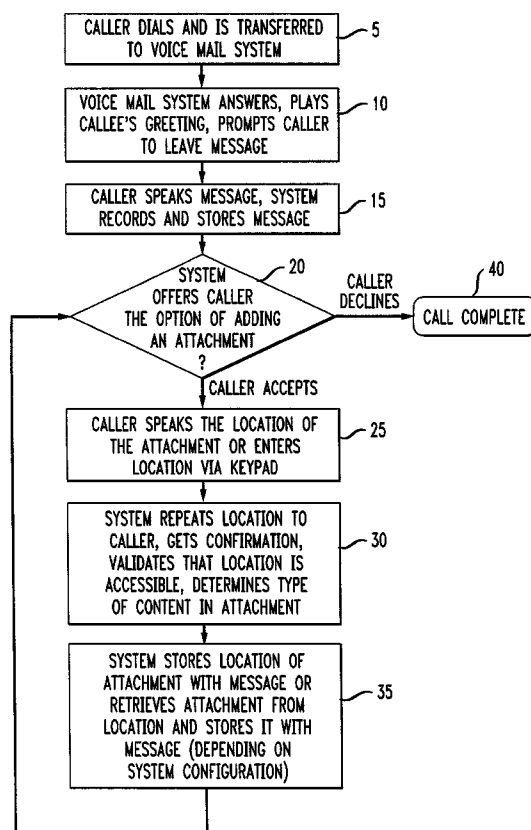 CALLER DIALS AND IS TRANSFERRED
TO VOICE MAIL SYSTEM
5
VOICE MAIL SYSTEM ANSWERS, PLAYS
CALLEE'S GREETING, PROMPTS CALLER
TO LEAVE MESSAGE
10
CALLER SPEAKS MESSAGE, SYSTEM
RECORDS AND STORES MESSAGE
15
SYSTEM
OFFERS CALLER
THE OPTION OF ADDING
AN ATTACHMENT
?
20
CALLER
DECLINES
40
CALL COMPLETE
CALLER ACCEPTS
CALLER SPEAKS THE LOCATION OF
THE ATTACHMENT OR ENTERS
LOCATION VIA KEYPAD
25
SYSTEM REPEATS LOCATION TO
CALLER, GETS CONFIRMATION,
VALIDATES THAT LOCATION IS
ACCESSIBLE, DETERMINES TYPE
OF CONTENT IN ATTACHMENT
30
SYSTEM STORES LOCATION OF
ATTACHMENT WITH MESSAGE OR
RETRIEVES ATTACHMENT FROM
LOCATION AND STORES IT WITH
MESSAGE (DEPENDING ON
SYSTEM CONFIGURATION)
35